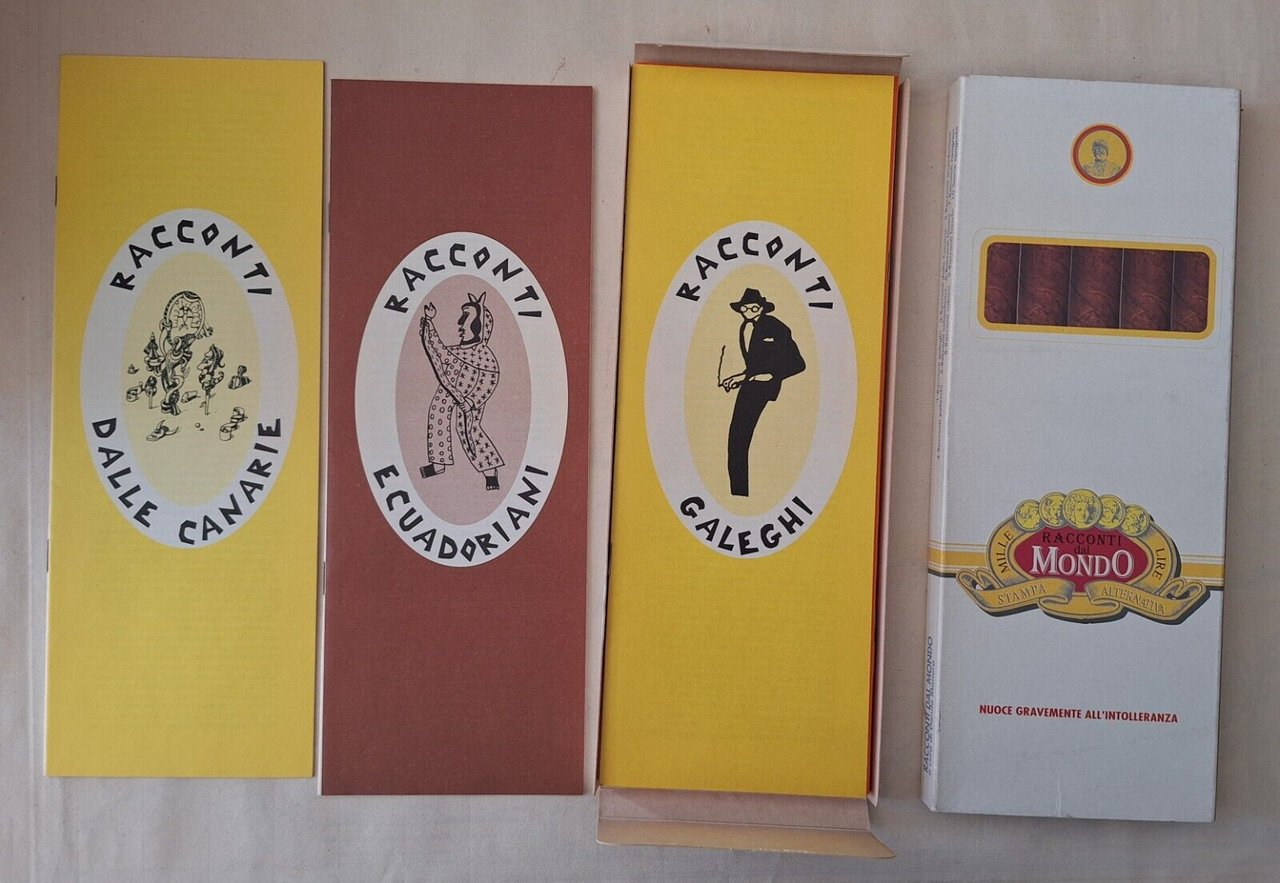 RACCONTI
DALLE CANARIE
RACCONTI
ECUADORIANI
RACCONTI
GALEGHI
MILLE LIRE
RACCONTI
dal
MONDO
STAMPA ALTERNATIVA
NUOCE GRAVEMENTE ALL'INTOLLERANZA
RACCONTI DAL MONDO